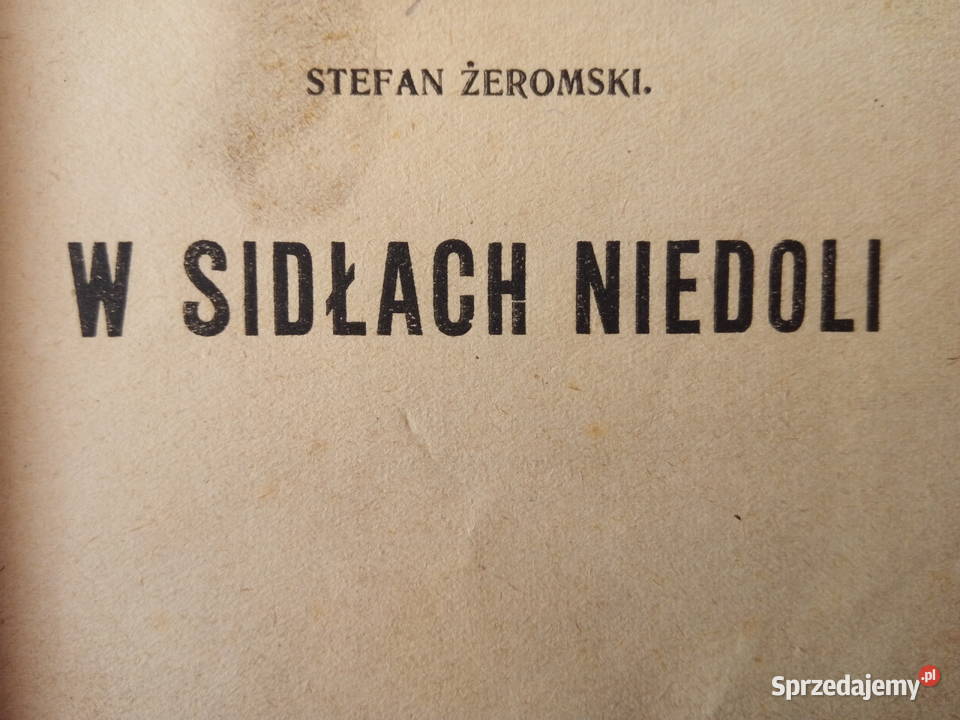 STEFAN ŻEROMSKI.
W SIDŁACH NIEDOLI
Sprzedajemy.pl